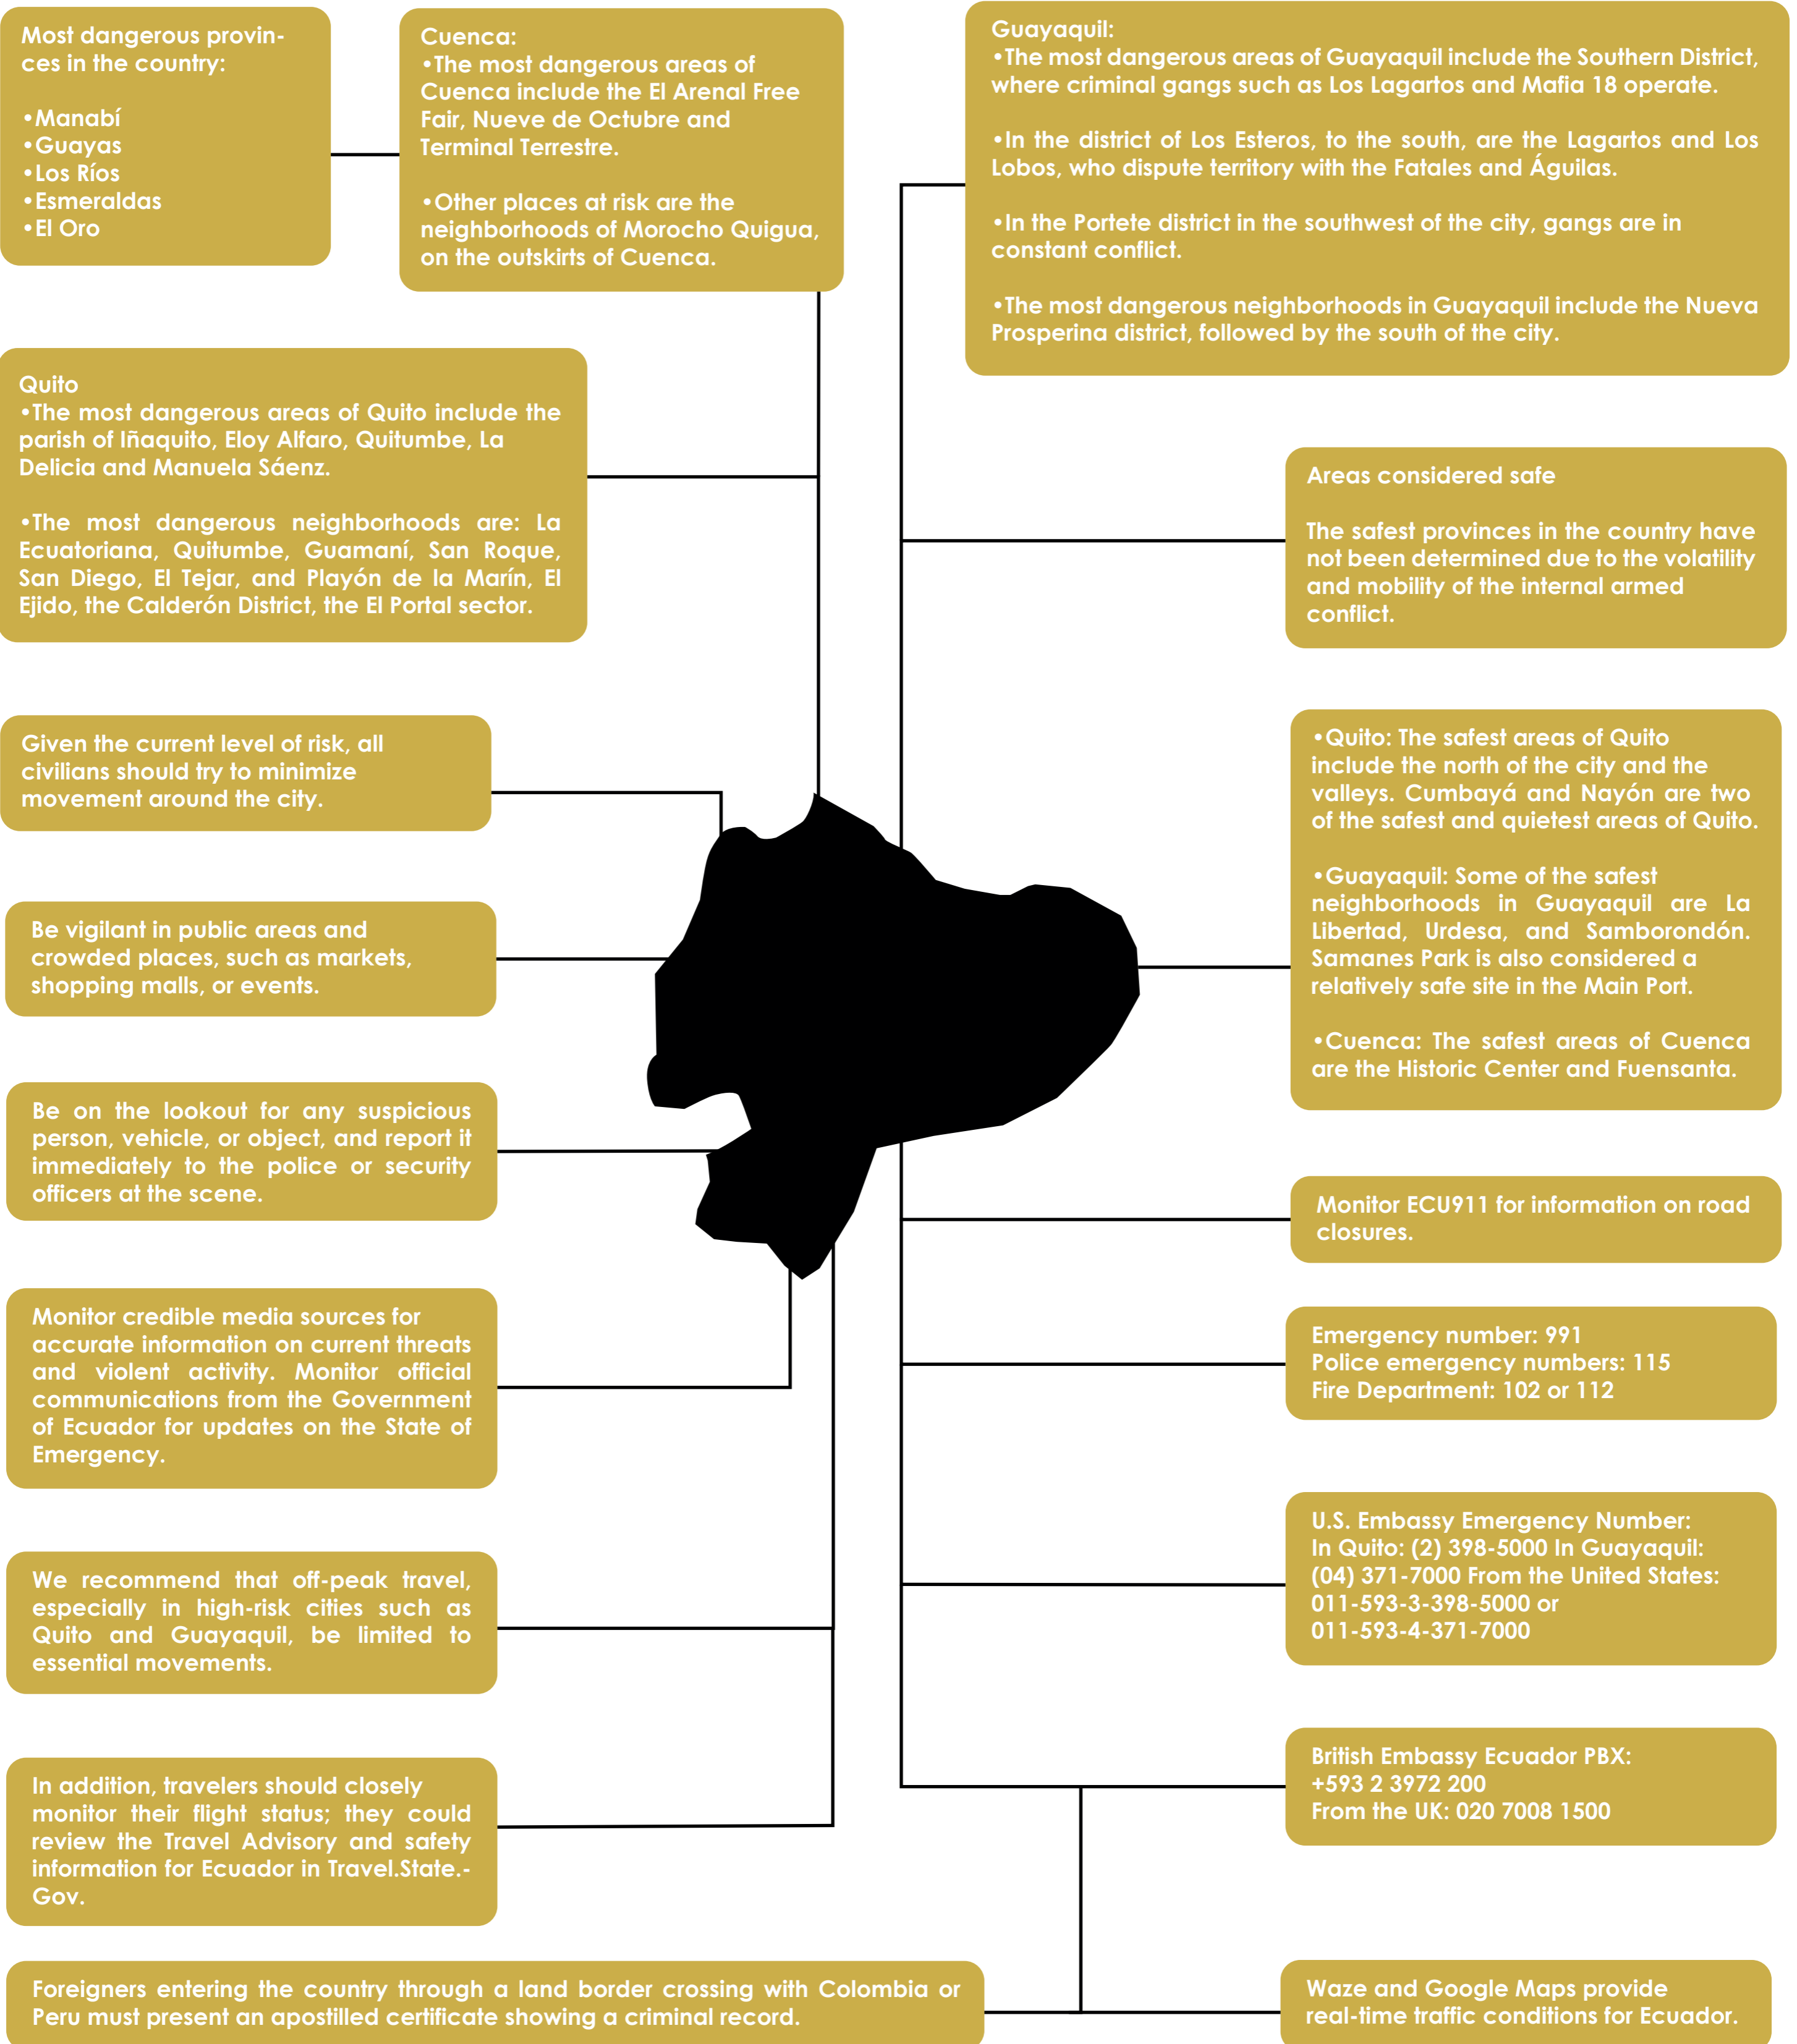 Most dangerous provin-
ces in the country:
•Manabí
•Guayas
•Los Ríos
•Esmeraldas
•El Oro
Cuenca:
•The most dangerous areas of
Cuenca include the El Arenal Free
Fair, Nueve de Octubre and
Terminal Terrestre.
•Other places at risk are the
neighborhoods of Morocho Quigua,
on the outskirts of Cuenca.
Guayaquil:
•The most dangerous areas of Guayaquil include the Southern District,
where criminal gangs such as Los Lagartos and Mafia 18 operate.
•In the district of Los Esteros, to the south, are the Lagartos and Los
Lobos, who dispute territory with the Fatales and Águilas.
•In the Portete district in the southwest of the city, gangs are in
constant conflict.
•The most dangerous neighborhoods in Guayaquil include the Nueva
Prosperina district, followed by the south of the city.
Quito
•The most dangerous areas of Quito include the
parish of Iñaquito, Eloy Alfaro, Quitumbe, La
Delicia and Manuela Sáenz.
•The most dangerous neighborhoods are: La
Ecuatoriana, Quitumbe, Guamaní, San Roque,
San Diego, El Tejar, and Playón de la Marín, El
Ejido, the Calderón District, the El Portal sector.
Areas considered safe
The safest provinces in the country have
not been determined due to the volatility
and mobility of the internal armed
conflict.
Given the current level of risk, all
civilians should try to minimize
movement around the city.
•Quito: The safest areas of Quito
include the north of the city and the
valleys. Cumbayá and Nayón are two
of the safest and quietest areas of Quito.
•Guayaquil: Some of the safest
neighborhoods in Guayaquil are La
Libertad, Urdesa, and Samborondón.
Samanes Park is also considered a
relatively safe site in the Main Port.
•Cuenca: The safest areas of Cuenca
are the Historic Center and Fuensanta.
Be vigilant in public areas and
crowded places, such as markets,
shopping malls, or events.
Be on the lookout for any suspicious
person, vehicle, or object, and report it
immediately to the police or security
officers at the scene.
Monitor ECU911 for information on road
closures.
Monitor credible media sources for
accurate information on current threats
and violent activity. Monitor official
communications from the Government
of Ecuador for updates on the State of
Emergency.
Emergency number: 991
Police emergency numbers: 115
Fire Department: 102 or 112
We recommend that off-peak travel,
especially in high-risk cities such as
Quito and Guayaquil, be limited to
essential movements.
U.S. Embassy Emergency Number:
In Quito: (2) 398-5000 In Guayaquil:
(04) 371-7000 From the United States:
011-593-3-398-5000 or
011-593-4-371-7000
In addition, travelers should closely
monitor their flight status; they could
review the Travel Advisory and safety
information for Ecuador in Travel.State.-
Gov.
British Embassy Ecuador PBX:
+593 2 3972 200
From the UK: 020 7008 1500
Foreigners entering the country through a land border crossing with Colombia or
Peru must present an apostilled certificate showing a criminal record.
Waze and Google Maps provide
real-time traffic conditions for Ecuador.